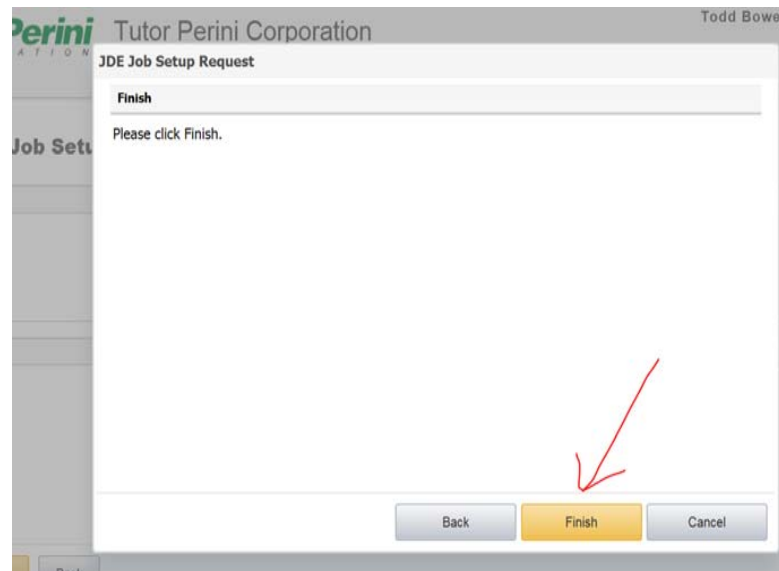 Perini Tutor Perini Corporation
Todd Bowe
A T I O N
JDE Job Setup Request
Finish
Please click Finish.
Job Setu
Back
Finish
Cancel